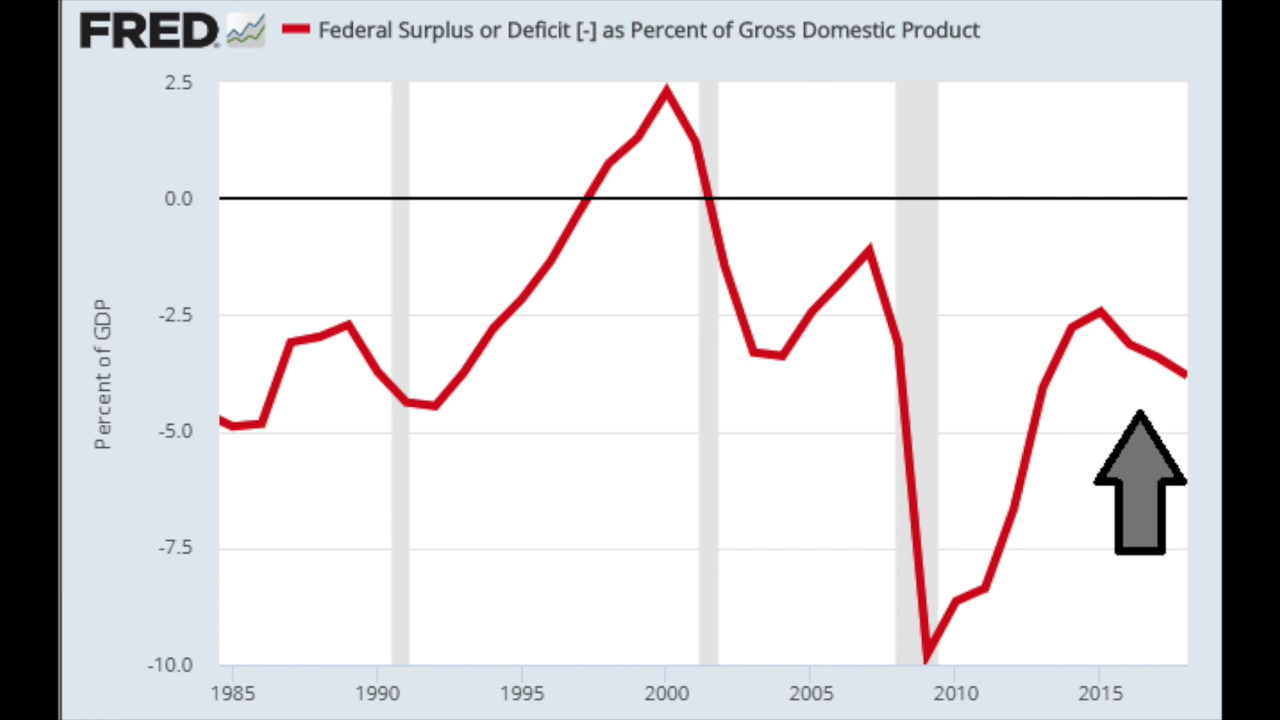 FRED
Federal Surplus or Deficit [-] as Percent of Gross Domestic Product
2.5
0.0
-2.5
-5.0
-7.5
-10.0
Percent of GDP
1985 1990 1995 2000 2005 2010 2015